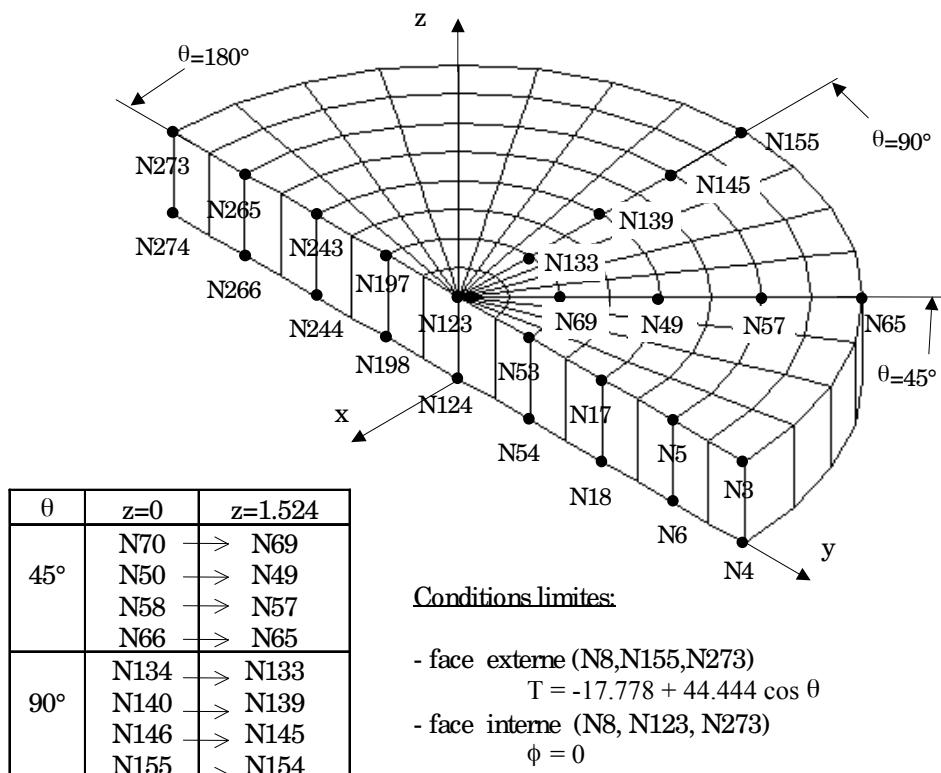 z
θ=180°
N155
θ=90°
N273
N145
N265
N139
N243
N133
N274
N197
N266
N123
N69
N49
N57
N65
N244
N53
θ=45°
N198
x
N124
N17
N54
N5
N18
N3
N6
y
N4
θ z=0 z=1.524
45° N70 → N69
N50 → N49
N58 → N57
N66 → N65
90° N134 → N133
N140 → N139
N146 → N145
N155 → N154
Conditions limites:
- face externe (N8,N155,N273)
T = -17.778 + 44.444 cos θ
- face interne (N8, N123, N273)
ϕ = 0